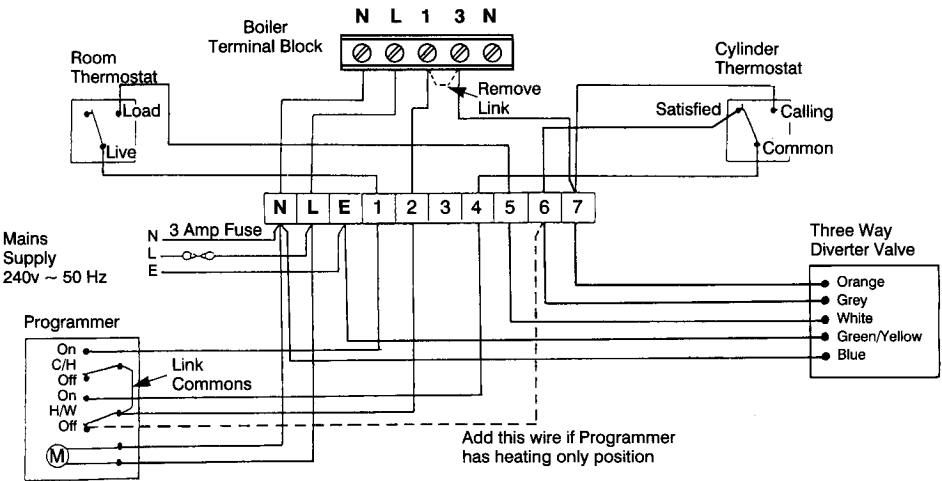 N L 1 3 N
Boiler
Terminal Block
Room
Thermostat
Load
Live
Remove
Link
Cylinder
Thermostat
Satisfied
Calling
Common
N L E 1 2 3 4 5 6 7
Mains
Supply
240v ~ 50 Hz
N 3 Amp Fuse
L
E
Three Way
Diverter Valve
Orange
Grey
White
Green/Yellow
Blue
Programmer
On
C/H
Off
On
H/W
Off
M
Link
Commons
Add this wire if Programmer
has heating only position